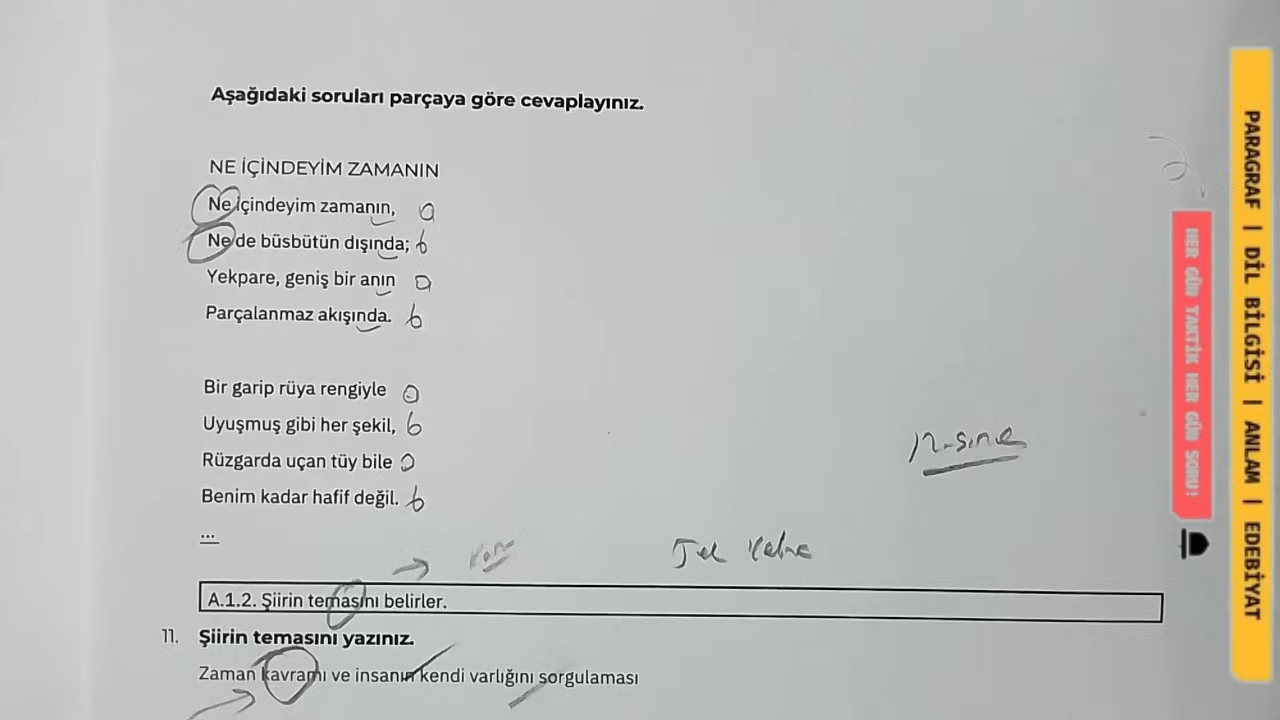 Aşağıdaki soruları parçaya göre cevaplayınız.
NE İÇİNDEYİM ZAMANIN
Ne içindeyim zamanın, a
Ne de büsbütün dışında; b
Yekpare, geniş bir anın a
Parçalanmaz akışında. b
Bir garip rüya rengiyle a
Uyuşmuş gibi her şekil, b
Rüzgarda uçan tüy bile a
Benim kadar hafif değil. b
...
A.1.2. Şiirin temasını belirler.
11. Şiirin temasını yazınız.
Zaman kavramı ve insanın kendi varlığını sorgulaması
PARAGRAF | DİL BİLGİSİ | ANLAM | EDEBİYAT
HER GÜN TAKTİK HER GÜN SORU!